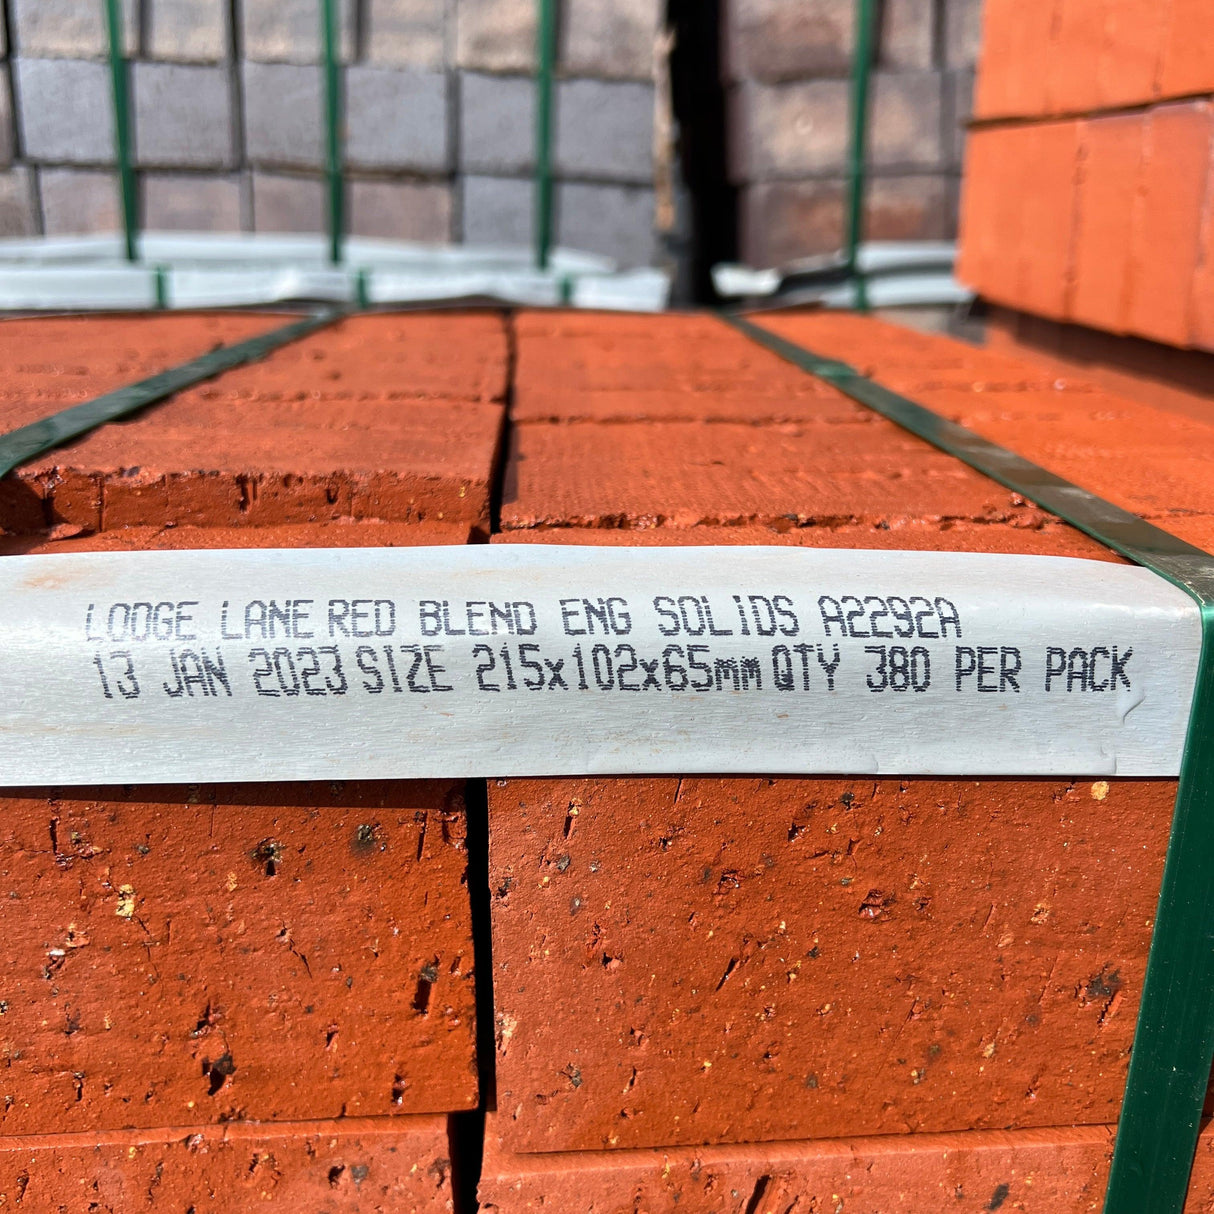 LODGE LANE RED BLEND ENG SOLiDS A2292A
13 JAN 2023 SIZE 215x102x65mm QTY 380 PER PACK